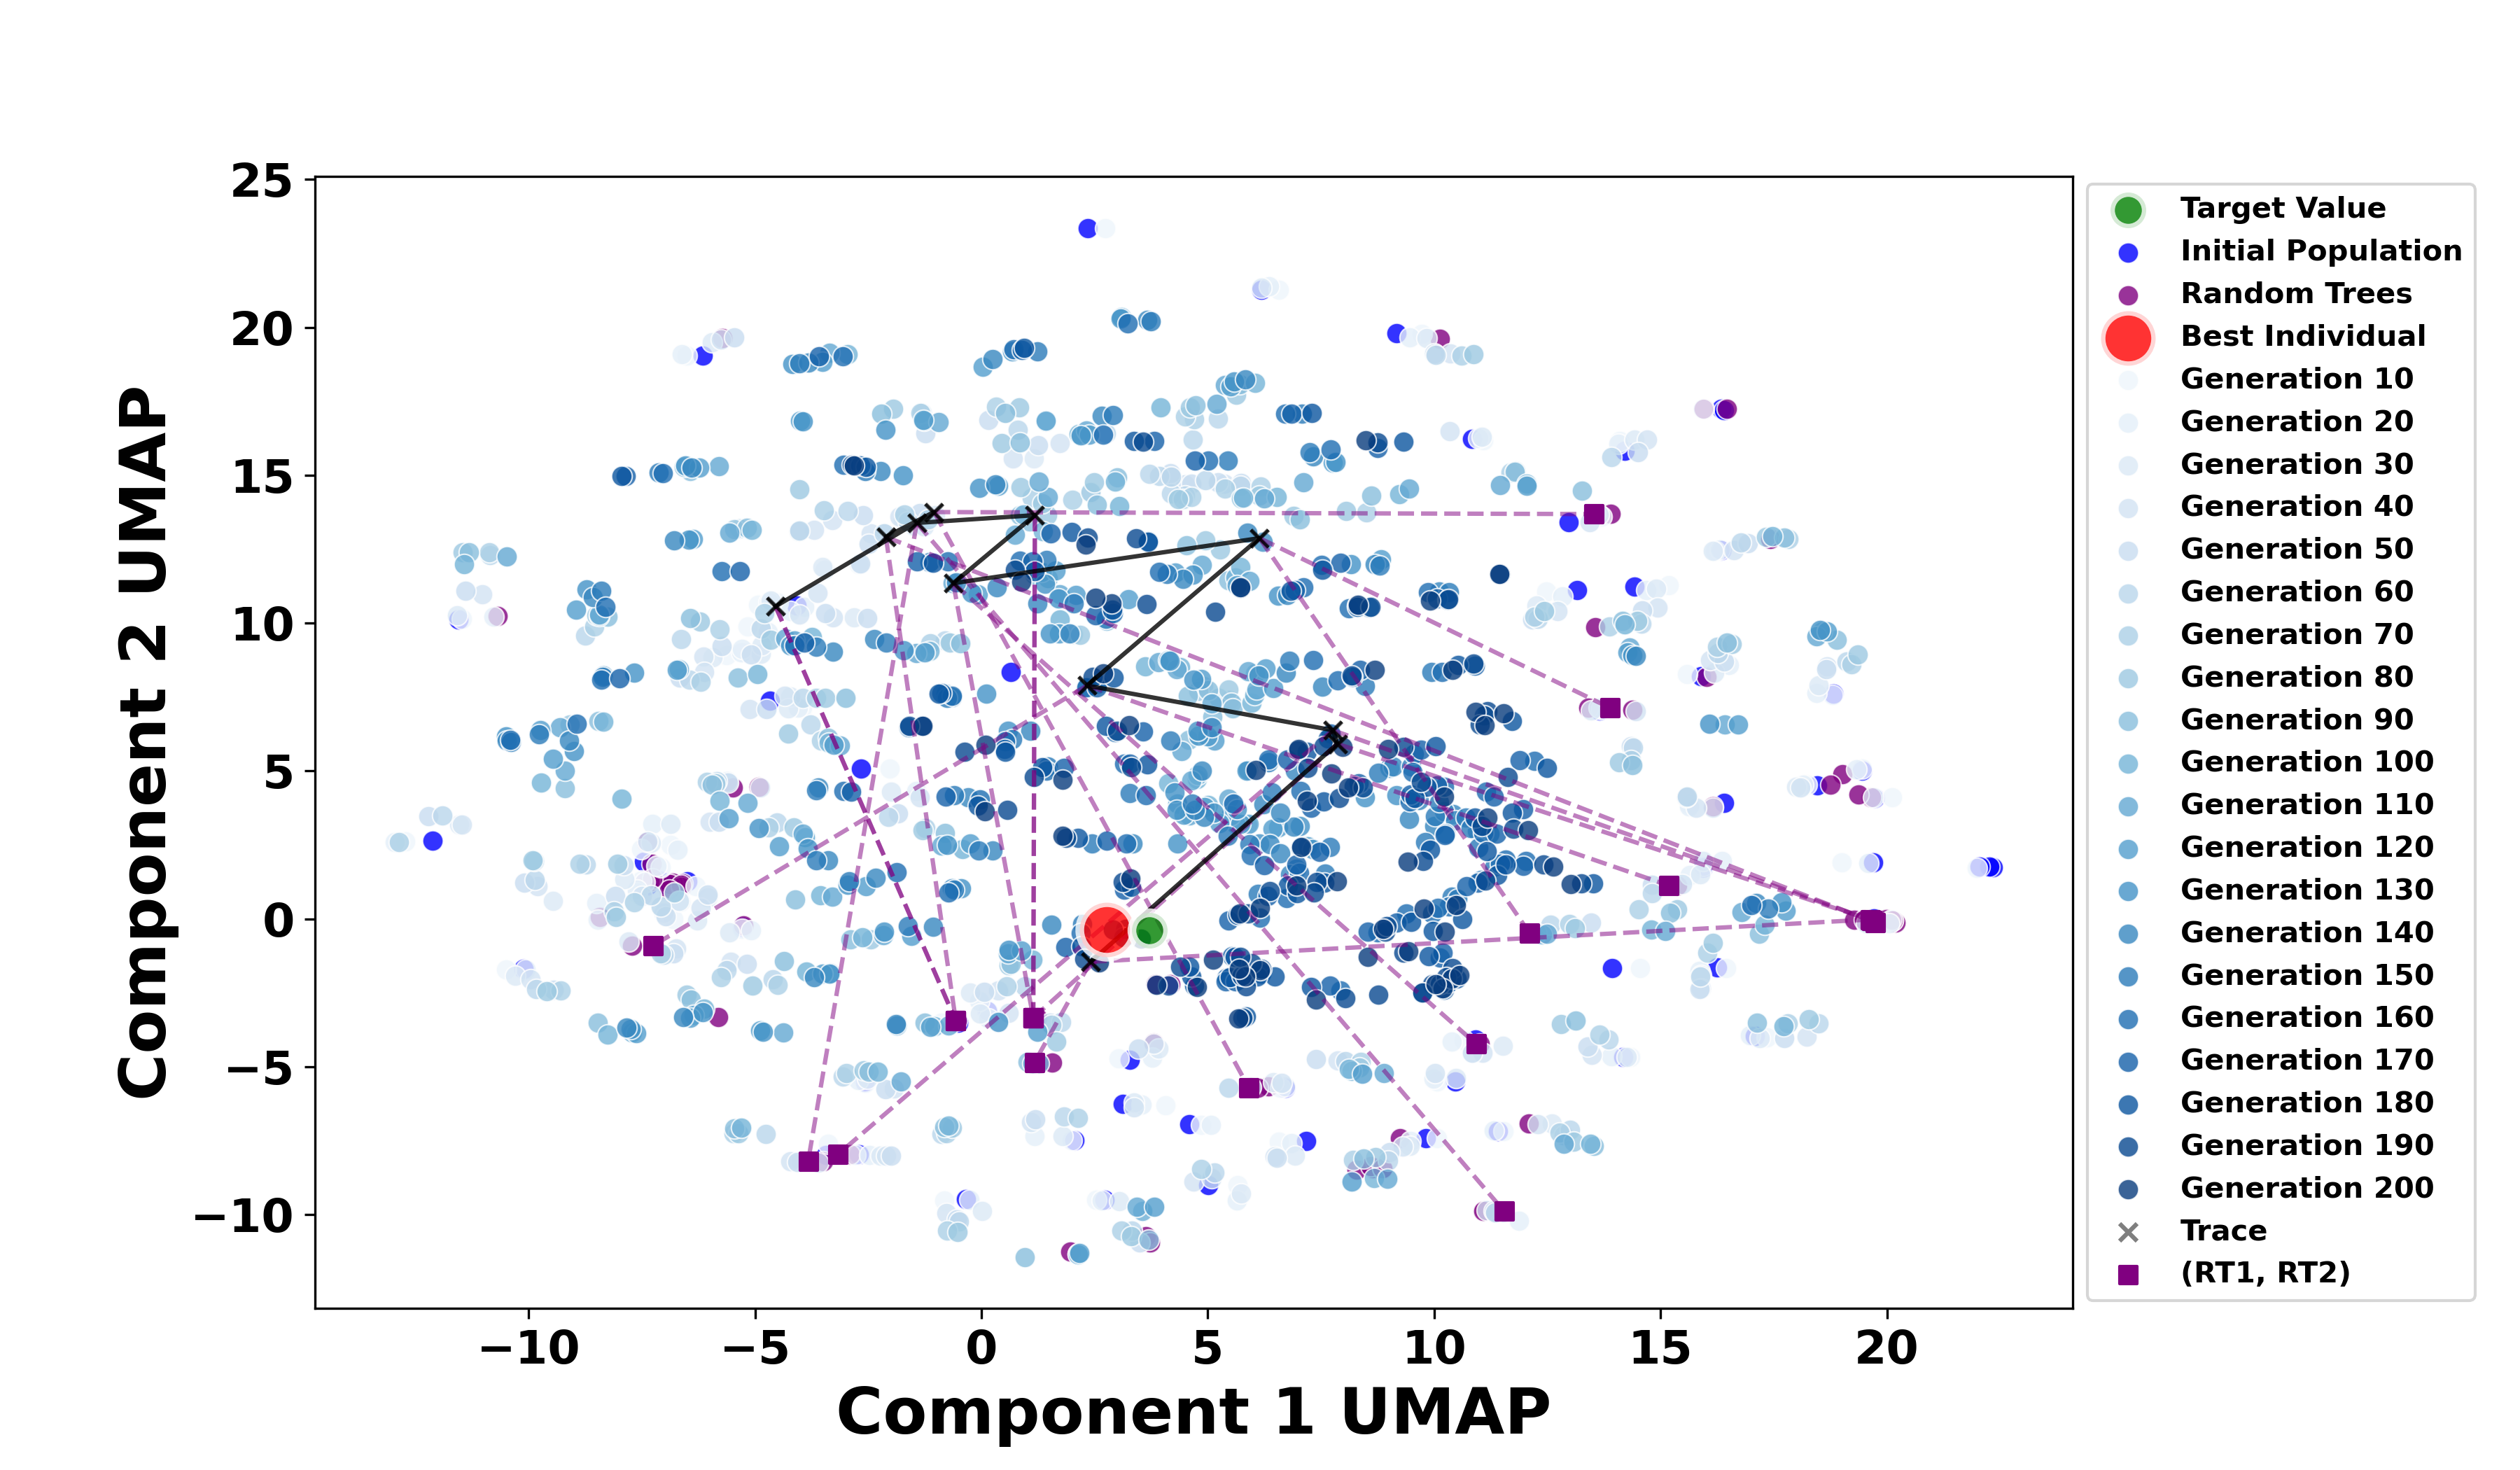 25
20
15
10
5
0
−5
−10
−10
−5
0
5
10
15
20
Component 2 UMAP
Component 1 UMAP
Target Value
Initial Population
Random Trees
Best Individual
Generation 10
Generation 20
Generation 30
Generation 40
Generation 50
Generation 60
Generation 70
Generation 80
Generation 90
Generation 100
Generation 110
Generation 120
Generation 130
Generation 140
Generation 150
Generation 160
Generation 170
Generation 180
Generation 190
Generation 200
Trace
(RT1, RT2)